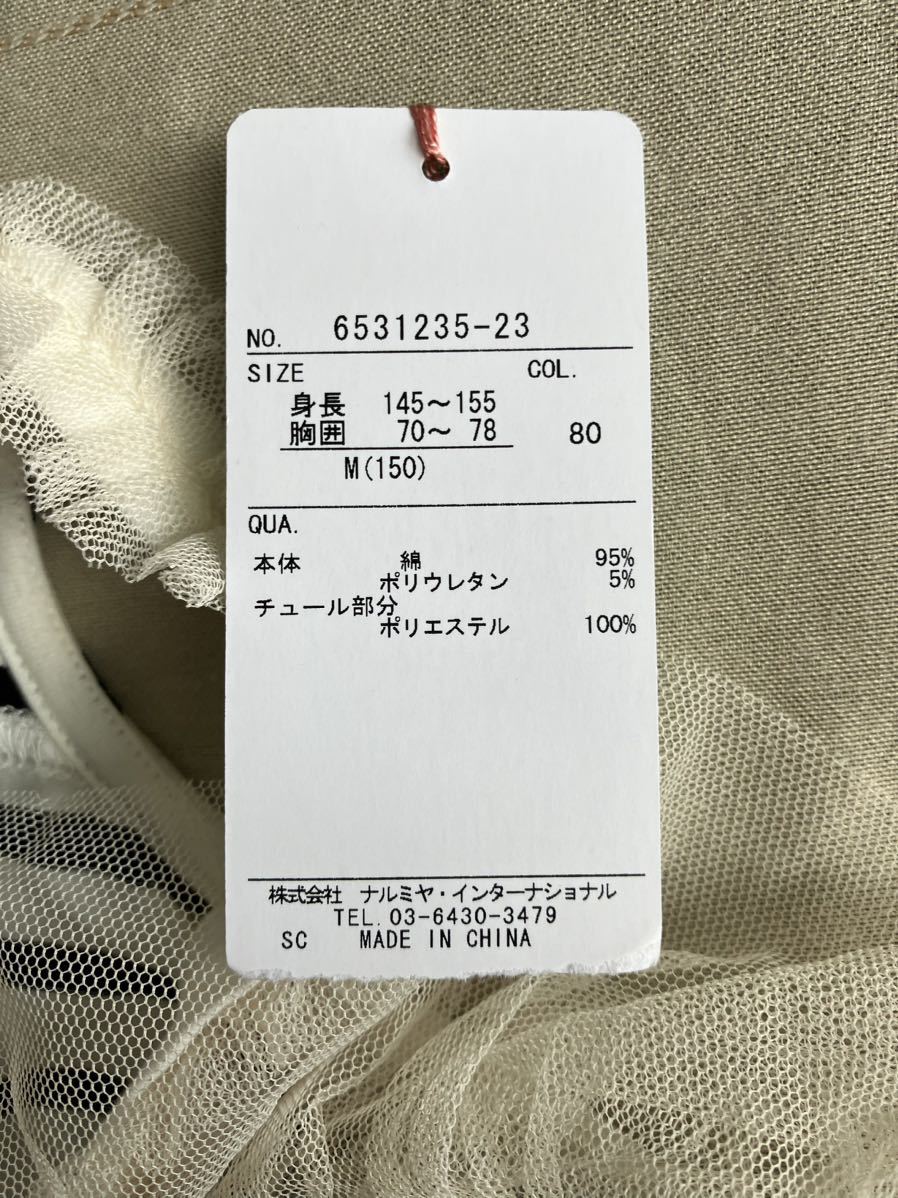 NO. 6531235-23
SIZE COL.
身長 145～155
胸囲 70～ 78 80
M(150)
QUA.
本体 綿 95%
ポリウレタン 5%
チュール部分
ポリエステル 100%
株式会社 ナルミヤ・インターナショナル
TEL.03-6430-3479
SC MADE IN CHINA